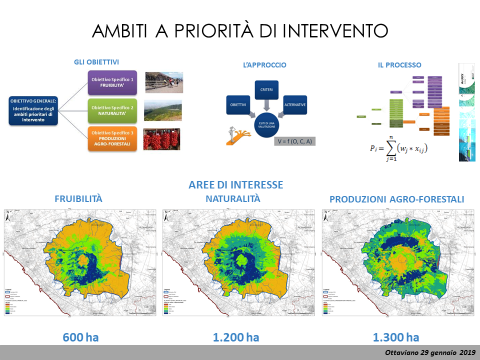 AMBITI A PRIORITÀ DI INTERVENTO
GLI OBIETTIVI
L'APPROCCIO
IL PROCESSO
OBIETTIVO GENERALE:
Identificazione degli
ambiti prioritari di
intervento
Obiettivo Specifico 1
FRUIBILITA'
Obiettivo Specifico 2
NATURALITA'
Obiettivo Specifico 3
PRODUZIONI
AGRO-FORESTALI
CRITERI
OBIETTIVI
ALTERNATIVE
V = f (O, C, A)
AREE DI INTERESSE
FRUIBILITÀ
NATURALITÀ
PRODUZIONI AGRO-FORESTALI
600 ha
1.200 ha
1.300 ha
Ottaviano 29 gennaio 2019